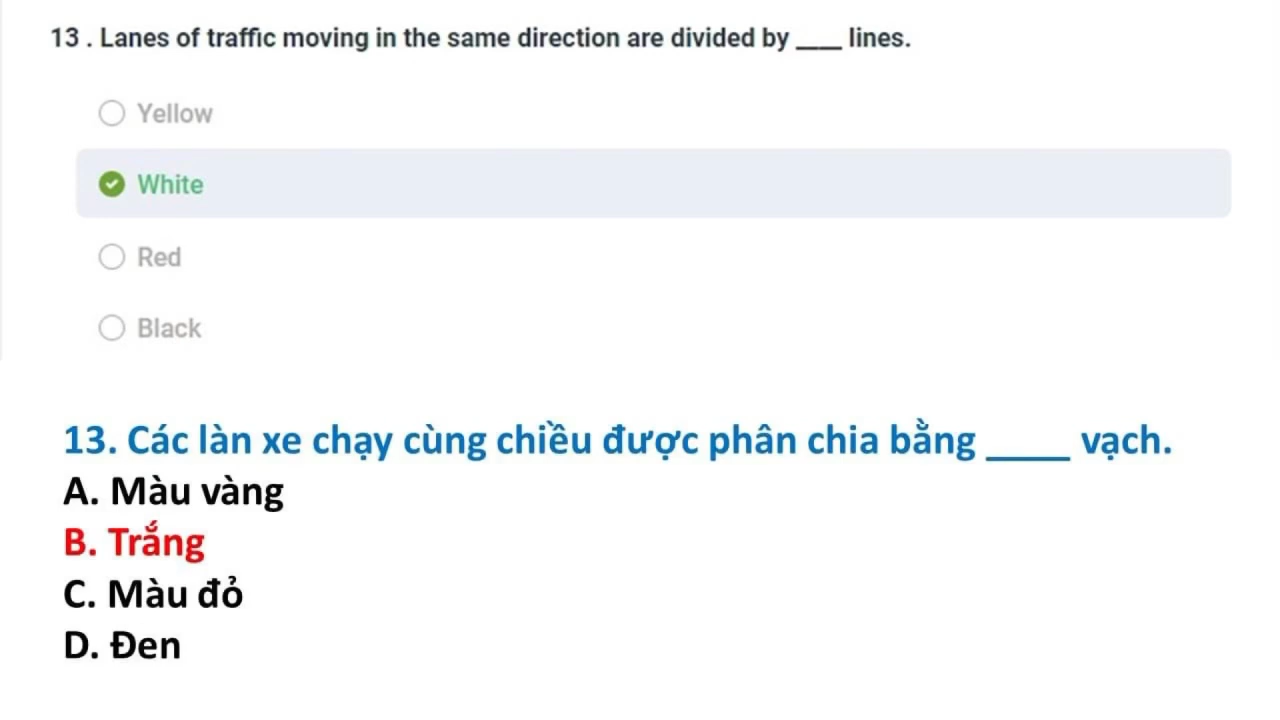 13 . Lanes of traffic moving in the same direction are divided by ____ lines.
Yellow
White
Red
Black
13. Các làn xe chạy cùng chiều được phân chia bằng ____ vạch.
A. Màu vàng
B. Trắng
C. Màu đỏ
D. Đen